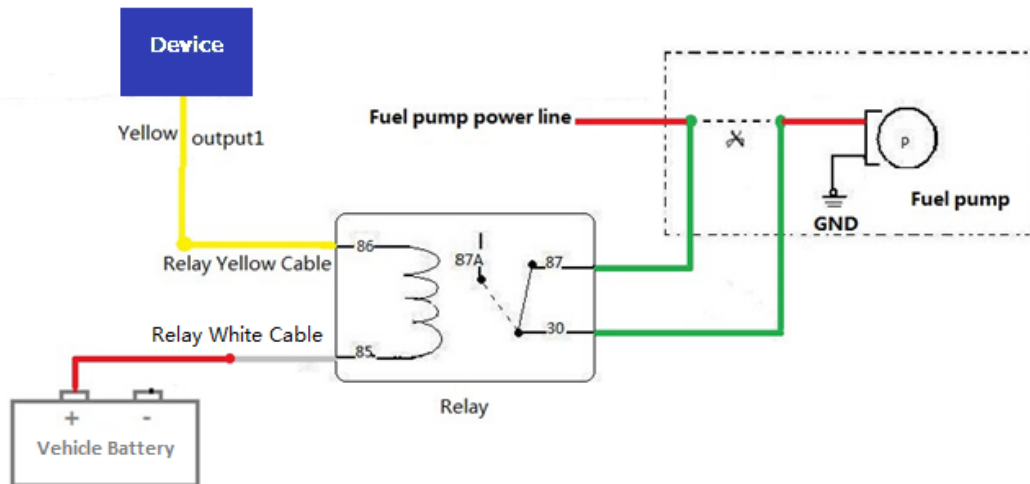 Device
Yellow
output1
Fuel pump power line
P
Fuel pump
GND
86
87A
87
Relay Yellow Cable
30
Relay White Cable
85
Relay
+ -
Vehicle Battery